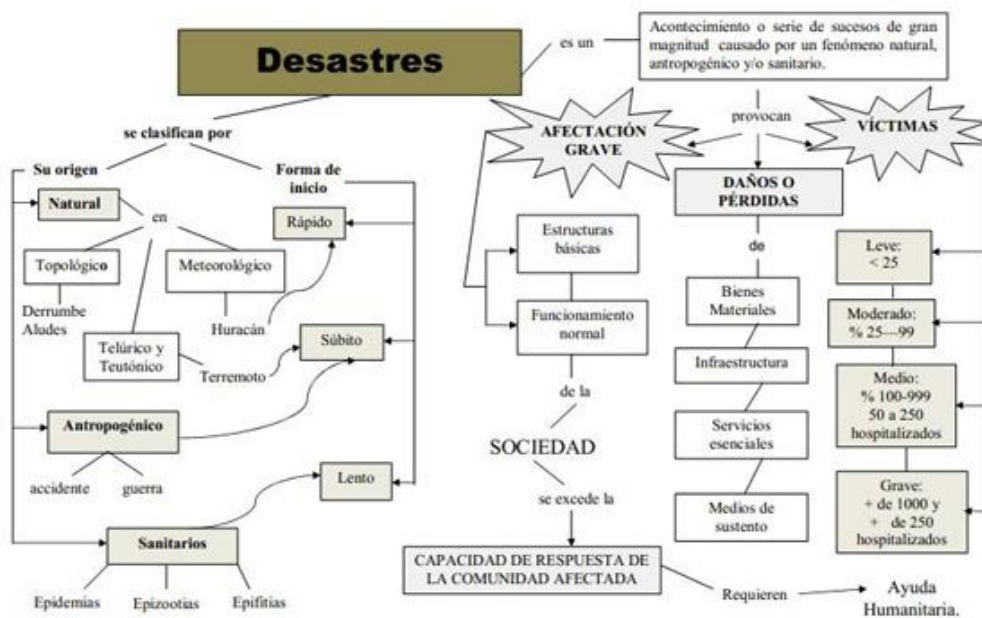 Desastres
es un
Acontecimiento o serie de sucesos de gran
magnitud causado por un fenómeno natural,
antropogénico y/o sanitario.
se clasifican por
Su origen
Forma de
inicio
Natural
en
Rápido
Topológico
Meteorológico
Derrumbe
Aludes
Huracán
Telúrico y
Teutónico
Terremoto
Súbito
Antropogénico
accidente
guerra
Lento
Sanitarios
Epidemias
Epizootias
Epifitias
provocan
AFECTACIÓN
GRAVE
VÍCTIMAS
DAÑOS O
PÉRDIDAS
Estructuras
básicas
Funcionamiento
normal
de la
SOCIEDAD
se excede la
CAPACIDAD DE RESPUESTA DE
LA COMUNIDAD AFECTADA
Requieren
Ayuda
Humanitaria.
de
Bienes
Materiales
Infraestructura
Servicios
esenciales
Medios de
sustento
Leve:
< 25
Moderado:
% 25—99
Medio:
% 100-999
50 a 250
hospitalizados
Grave:
+ de 1000 y
+ de 250
hospitalizados